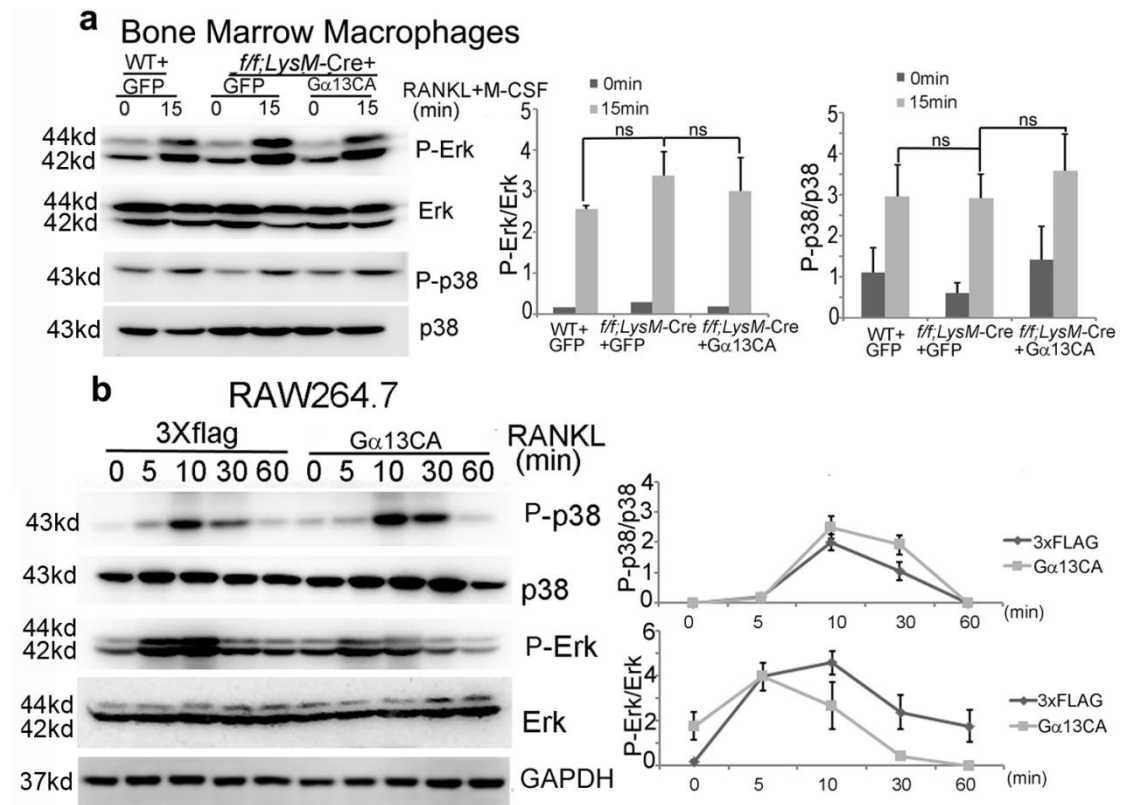 a Bone Marrow Macrophages
WT+ f/f;LysM-Cre+
GFP GFP Gα13CA RANKL+M-CSF
0 15 0 15 0 15 (min)
44kd
42kd
P-Erk
44kd
42kd
Erk
43kd
P-p38
43kd
p38
0min
15min
5
4
3
2
1
0
P-Erk/Erk
ns ns
WT+ f/f;LysM-Cre f/f;LysM-Cre
GFP +GFP +Gα13CA
0min
15min
5
4
3
2
1
0
P-p38/p38
ns ns
WT+ f/f;LysM-Cre f/f;LysM-Cre
GFP +GFP +Gα13CA
b RAW264.7
3Xflag Gα13CA RANKL
0 5 10 30 60 0 5 10 30 60 (min)
43kd
P-p38
43kd
p38
44kd
42kd
P-Erk
44kd
42kd
Erk
37kd
GAPDH
4
3
2
1
0
P-p38/p38
3xFLAG
Gα13CA
0 5 10 30 60 (min)
6
4
2
0
P-Erk/Erk
3xFLAG
Gα13CA
0 5 10 30 60 (min)